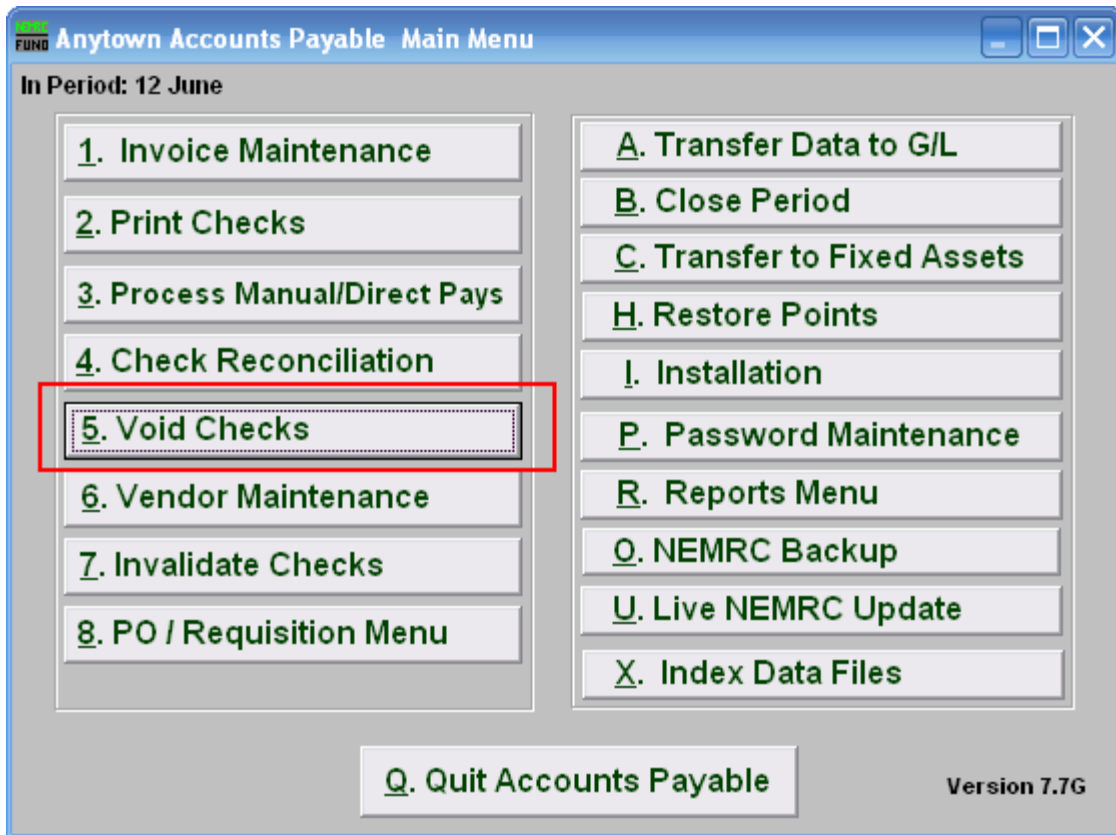 NEMRC
FUND Anytown Accounts Payable Main Menu
In Period: 12 June
1. Invoice Maintenance
2. Print Checks
3. Process Manual/Direct Pays
4. Check Reconciliation
5. Void Checks
6. Vendor Maintenance
7. Invalidate Checks
8. PO / Requisition Menu
A. Transfer Data to G/L
B. Close Period
C. Transfer to Fixed Assets
H. Restore Points
I. Installation
P. Password Maintenance
R. Reports Menu
O. NEMRC Backup
U. Live NEMRC Update
X. Index Data Files
Q. Quit Accounts Payable
Version 7.7G